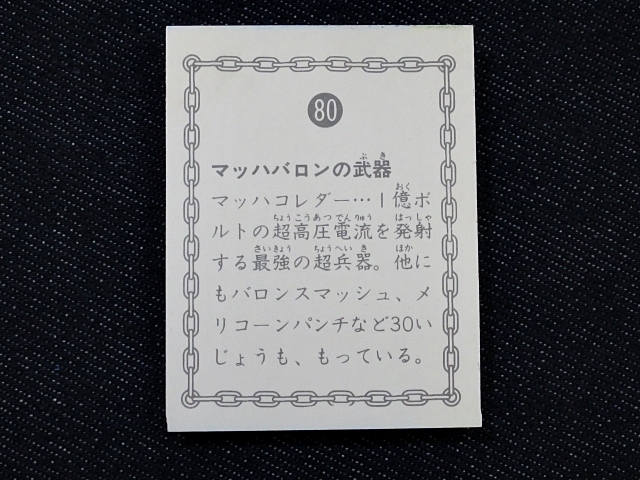 80
マッハバロンの武器
マッハコレダー…1億ボ
ルトの超高圧電流を発射
する最強の超兵器。他に
もバロンスマッシュ、メ
リコーンパンチなど30い
じょうも、もっている。